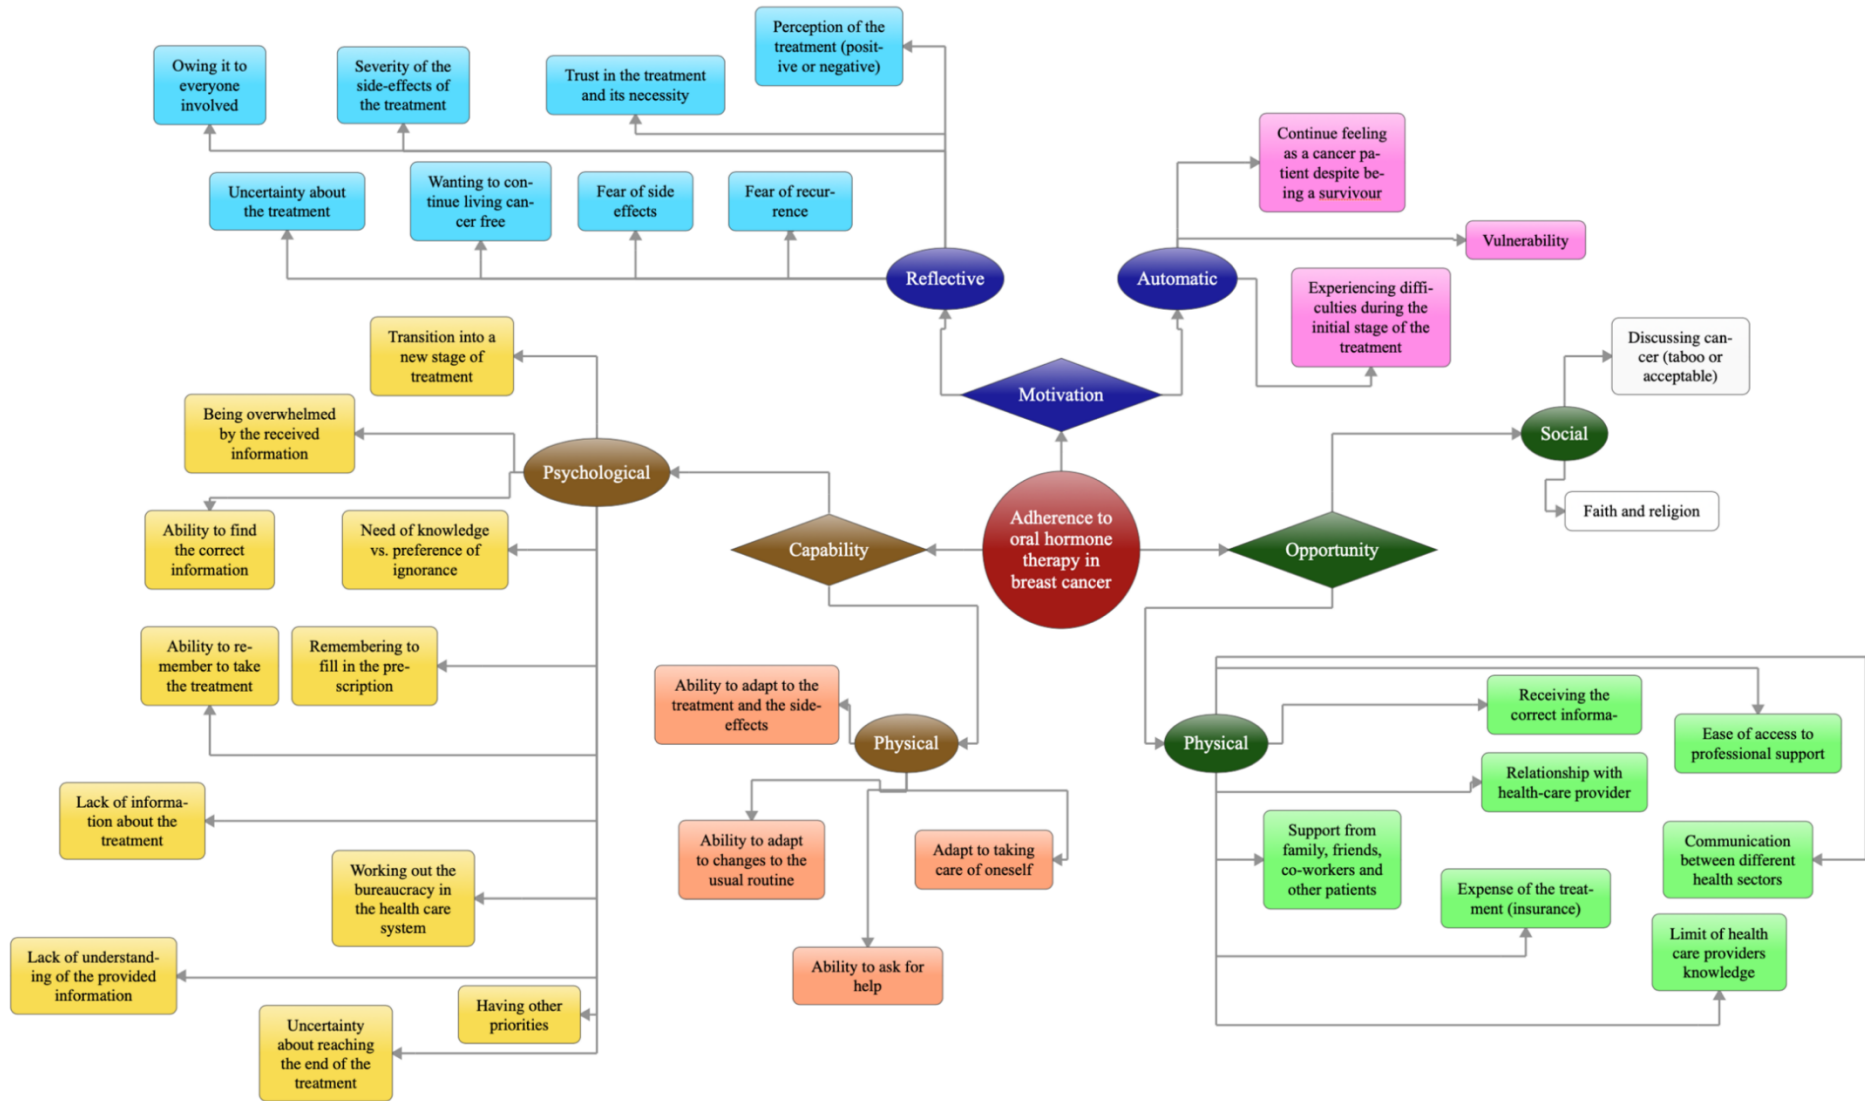 Perception of the
treatment (posit-
ive or negative)
Owing it to
everyone
involved
Severity of the
side-effects of
the treatment
Trust in the treatment
and its necessity
Uncertainty about
the treatment
Wanting to con-
tinue living can-
cer free
Fear of side
effects
Fear of recur-
rence
Reflective
Automatic
Continue feeling
as a cancer pa-
tient despite be-
ing a survivour
Vulnerability
Experiencing diffi-
culties during the
initial stage of the
treatment
Motivation
Discussing can-
cer (taboo or
acceptable)
Social
Faith and religion
Transition into a
new stage of
treatment
Being overwhelmed
by the received
information
Psychological
Ability to find
the correct
information
Need of knowledge
vs. preference of
ignorance
Capability
Adherence to
oral hormone
therapy in
breast cancer
Opportunity
Ability to re-
member to take
the treatment
Remembering to
fill in the pre-
scription
Ability to adapt to the
treatment and the side-
effects
Physical
Physical
Receiving the
correct informa-
Ease of access to
professional support
Relationship with
health-care provider
Lack of informa-
tion about the
treatment
Working out the
bureaucracy in
the health care
system
Ability to adapt
to changes to the
usual routine
Adapt to taking
care of oneself
Support from
family, friends,
co-workers and
other patients
Communication
between different
health sectors
Expense of the treat-
ment (insurance)
Lack of understand-
ing of the provided
information
Having other
priorities
Ability to ask for
help
Limit of health
care providers
knowledge
Uncertainty
about reaching
the end of the
treatment